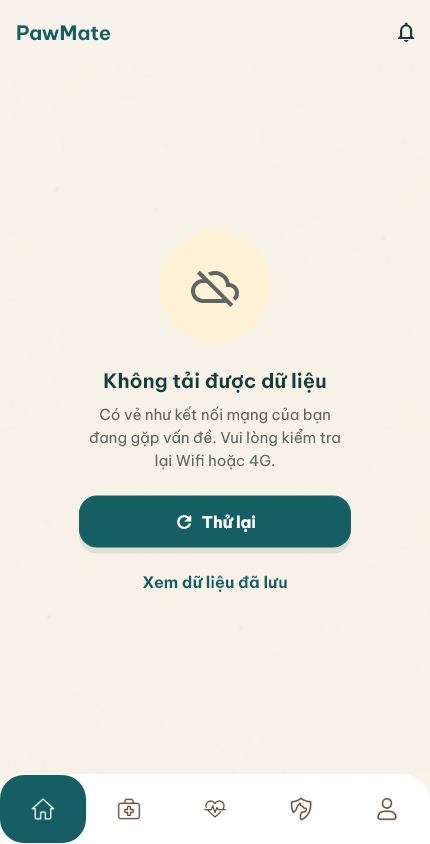 PawMate
Không tải được dữ liệu
Có vẻ như kết nối mạng của bạn
đang gặp vấn đề. Vui lòng kiểm tra
lại Wifi hoặc 4G.
Thử lại
Xem dữ liệu đã lưu